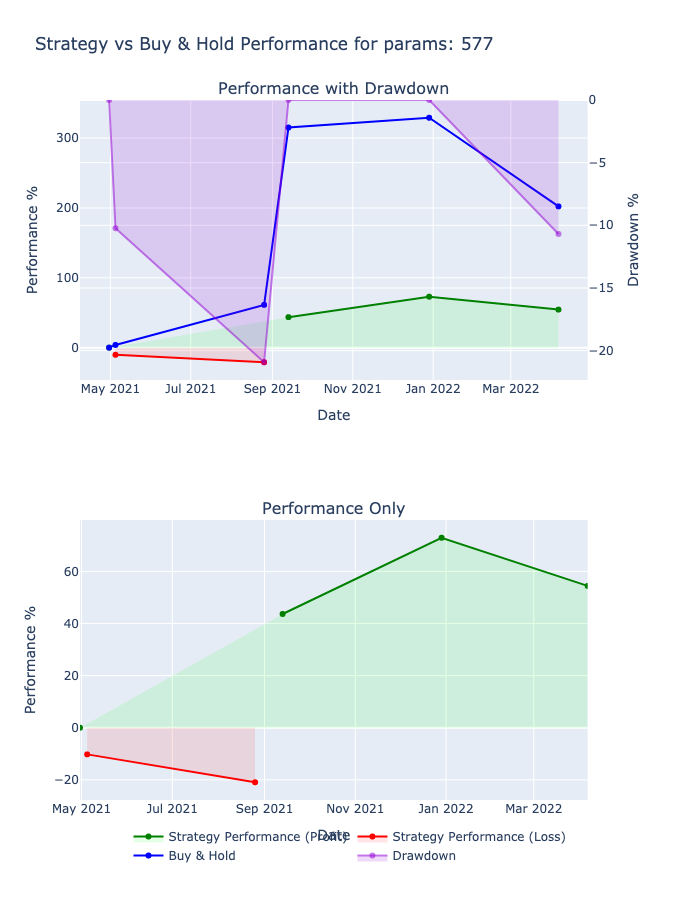 Strategy vs Buy & Hold Performance for params: 577
Performance with Drawdown
300
200
100
0
0
−5
−10
−15
−20
Performance %
Drawdown %
May 2021 Jul 2021 Sep 2021 Nov 2021 Jan 2022 Mar 2022
Date
Performance Only
60
40
20
0
−20
Performance %
May 2021 Jul 2021 Sep 2021 Nov 2021 Jan 2022 Mar 2022
Date
Strategy Performance (Profit) Strategy Performance (Loss)
Buy & Hold Drawdown